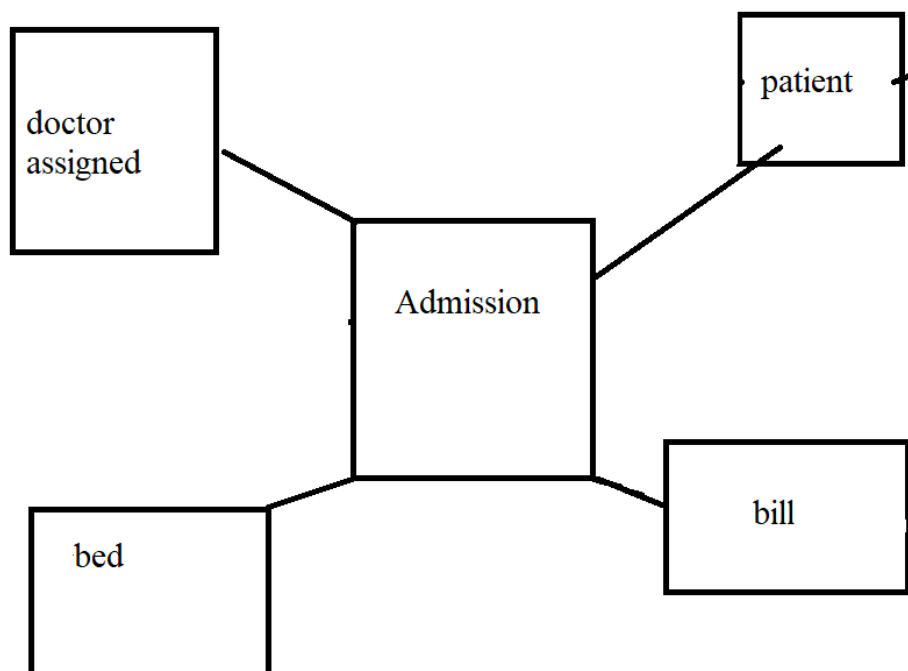 doctor
assigned
patient
Admission
bed
bill